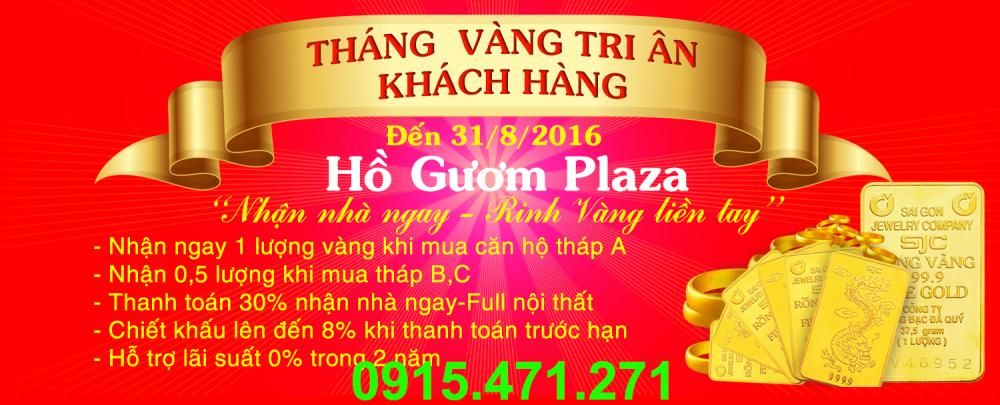 THÁNG VÀNG TRI ÂN
KHÁCH HÀNG
Đến 31/8/2016
Hồ Gươm Plaza
“Nhận nhà ngay – Rinh Vàng liền tay”
- Nhận ngay 1 lượng vàng khi mua căn hộ tháp A
- Nhận 0,5 lượng khi mua tháp B,C
- Thanh toán 30% nhận nhà ngay-Full nội thất
- Chiết khấu lên đến 8% khi thanh toán trước hạn
- Hỗ trợ lãi suất 0% trong 2 năm
0915.471.271
SAI GON
JEWELRY COMPANY
SJC
VÀNG
GOLD
CÔNG TY
BẠC ĐÁ QUÝ
37,5 gram
(1 LƯỢNG)
V46952
SJC
9999